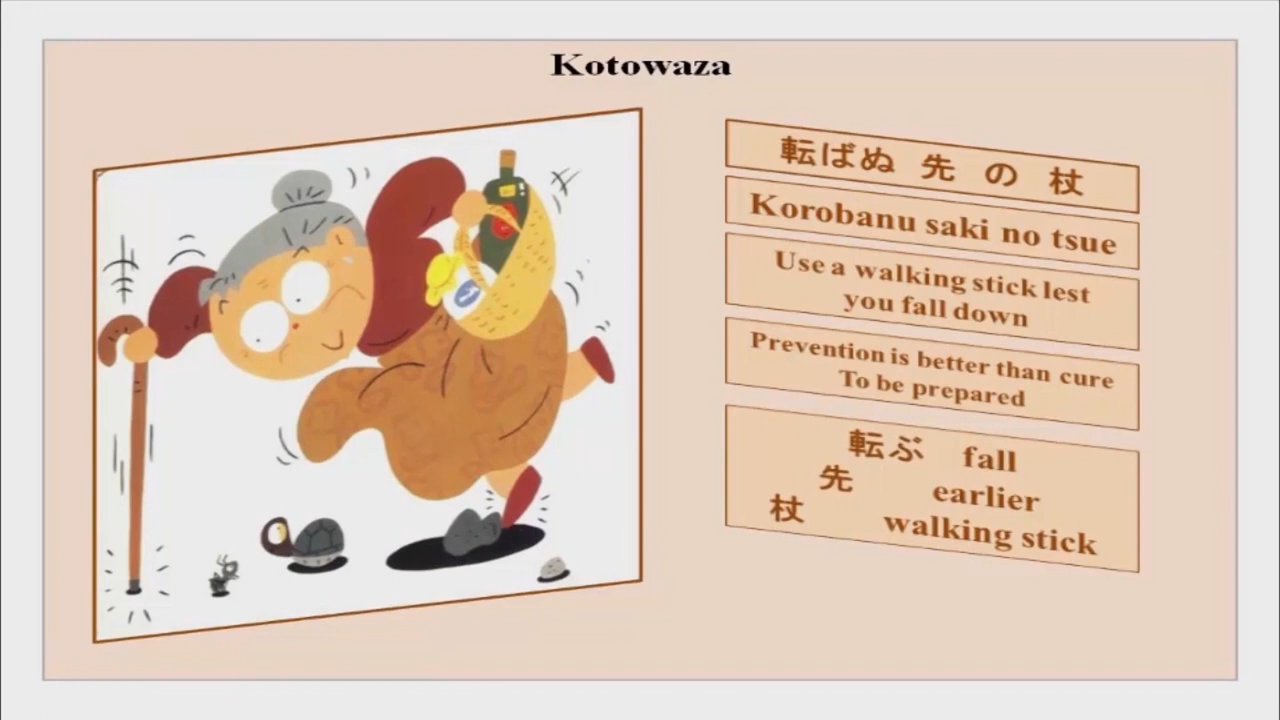 Kotowaza
転ばぬ 先 の 杖
Korobanu saki no tsue
Use a walking stick lest
you fall down
Prevention is better than cure
To be prepared
転ぶ fall
先 earlier
杖 walking stick